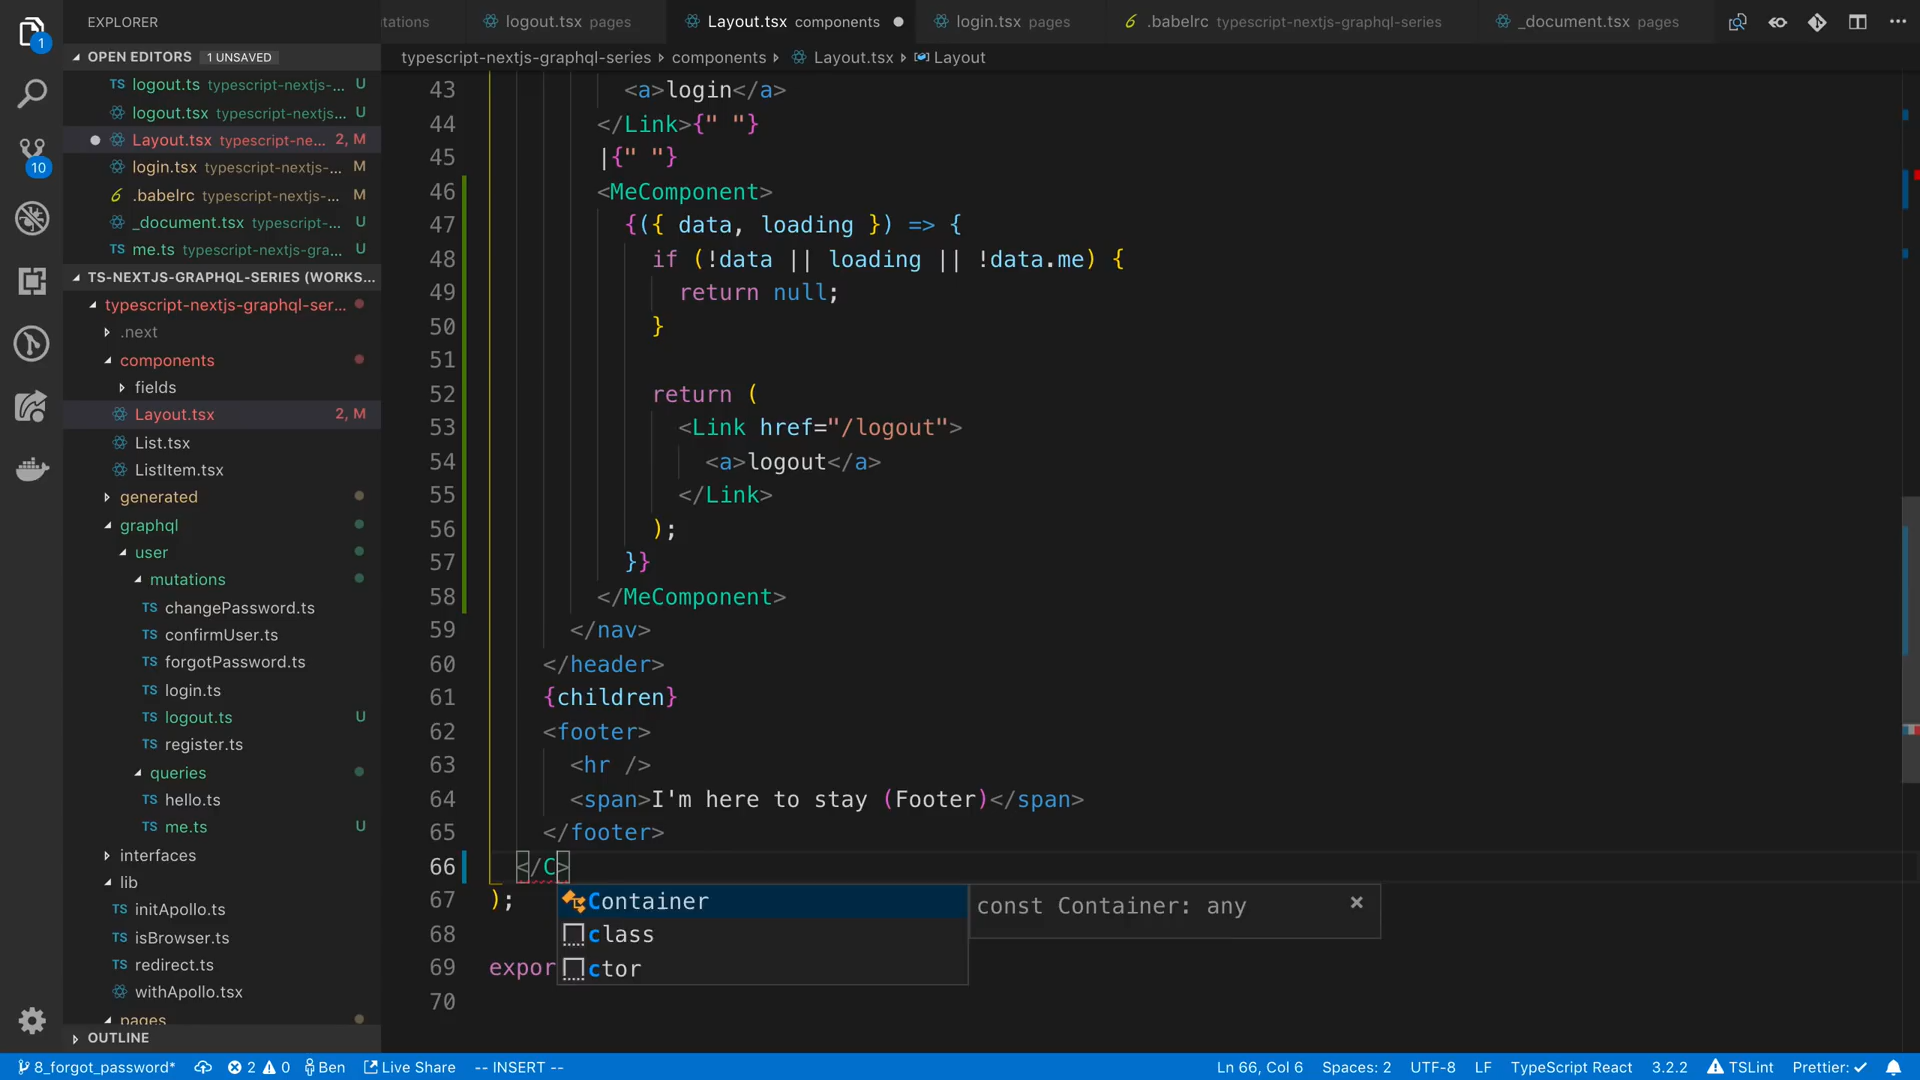 EXPLORER
tations
logout.tsx pages
Layout.tsx components
login.tsx pages
.babelrc typescript-nextjs-graphql-series
_document.tsx pages
1
OPEN EDITORS 1 UNSAVED
typescript-nextjs-graphql-series components Layout.tsx Layout
TS logout.ts typescript-nextjs-... U
logout.tsx typescript-nextjs... U
Layout.tsx typescript-ne... 2, M
login.tsx typescript-nextjs-... M
.babelrc typescript-nextjs-... M
_document.tsx typescript-... U
TS me.ts typescript-nextjs-gra... U
10
TS-NEXTJS-GRAPHQL-SERIES (WORKS...
typescript-nextjs-graphql-ser...
.next
components
fields
Layout.tsx 2, M
List.tsx
ListItem.tsx
generated
graphql
user
mutations
TS changePassword.ts
TS confirmUser.ts
TS forgotPassword.ts
TS login.ts
TS logout.ts U
TS register.ts
queries
TS hello.ts
TS me.ts U
interfaces
lib
TS initApollo.ts
TS isBrowser.ts
TS redirect.ts
withApollo.tsx
pages
OUTLINE
43 <a>login</a>
44 </Link>{" "}
45 |{" "}
46 <MeComponent>
47 {({ data, loading }) => {
48 if (!data || loading || !data.me) {
49 return null;
50 }
51
52 return (
53 <Link href="/logout">
54 <a>logout</a>
55 </Link>
56 );
57 }}
58 </MeComponent>
59 </nav>
60 </header>
61 {children}
62 <footer>
63 <hr />
64 <span>I'm here to stay (Footer)</span>
65 </footer>
66 </C>
67 );
68
69 expor
70
Container
class
ctor
const Container: any ×
8_forgot_password* 2 0 Ben Live Share -- INSERT -- Ln 66, Col 6 Spaces: 2 UTF-8 LF TypeScript React 3.2.2 TSLint Prettier: ✓